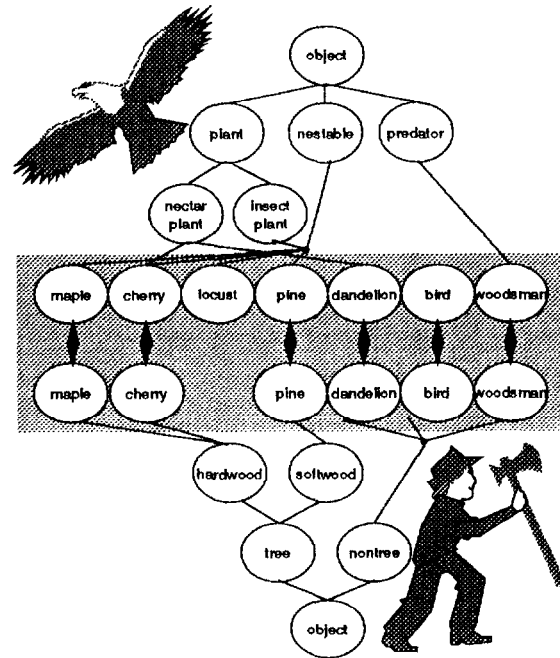 object
plant nestable predator
nectar plant insect plant
maple cherry locust pine dandelion bird woodsman
maple cherry pine dandelion bird woodsman
hardwood softwood
tree nontree
object